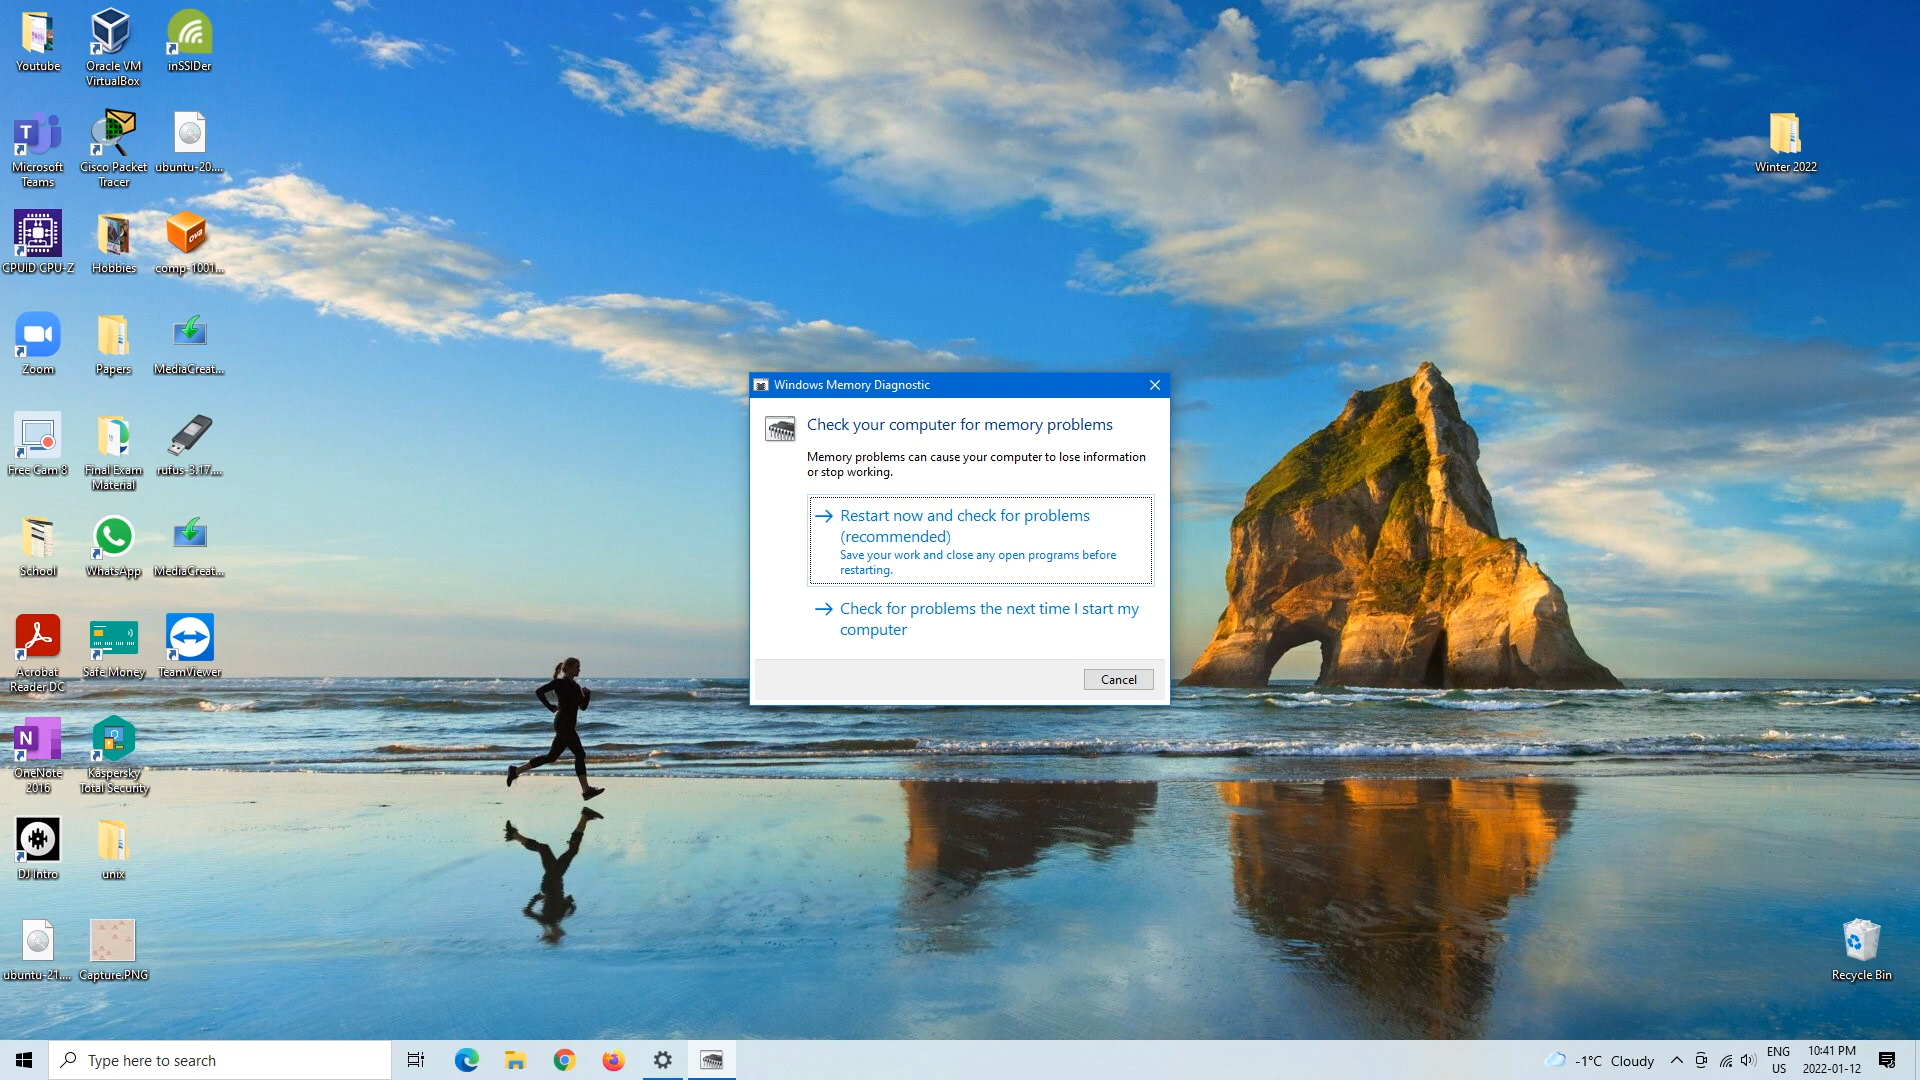 Youtube
Oracle VM
VirtualBox
inSSIDer
Microsoft
Teams
Cisco Packet
Tracer
ubuntu-20....
Winter 2022
CPUID CPU-Z
Hobbies
ova
comp-1001...
Zoom
Papers
MediaCreat...
Windows Memory Diagnostic
Check your computer for memory problems
Memory problems can cause your computer to lose information
or stop working.
Restart now and check for problems
(recommended)
Save your work and close any open programs before
restarting.
Check for problems the next time I start my
computer
Cancel
Free Cam 8
Final Exam
Material
rufus-3.17....
School
WhatsApp
MediaCreat...
Acrobat
Reader DC
Safe Money
TeamViewer
OneNote
2016
Kaspersky
Total Security
DJ Intro
unix
ubuntu-21....
Capture.PNG
Recycle Bin
Type here to search
-1°C Cloudy
ENG
US
10:41 PM
2022-01-12